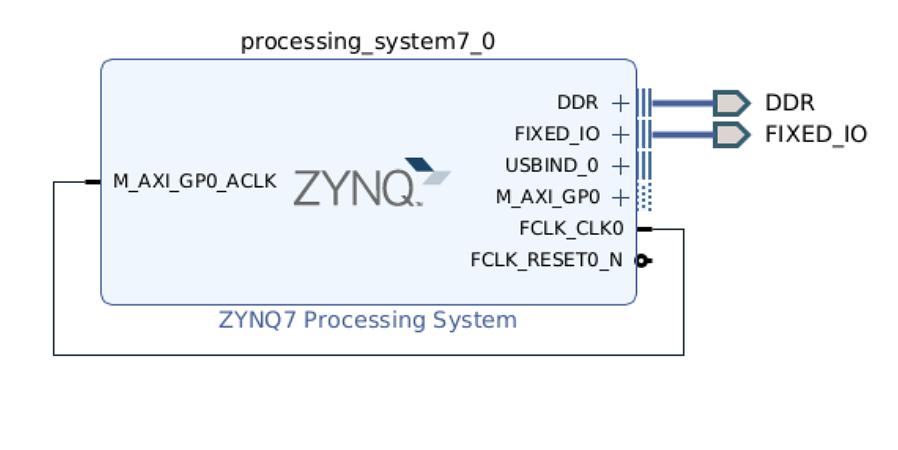 processing_system7_0
DDR
DDR
FIXED_IO
FIXED_IO
USBIND_0
M_AXI_GP0_ACLK
ZYNQ
M_AXI_GP0
FCLK_CLK0
FCLK_RESET0_N
ZYNQ7 Processing System